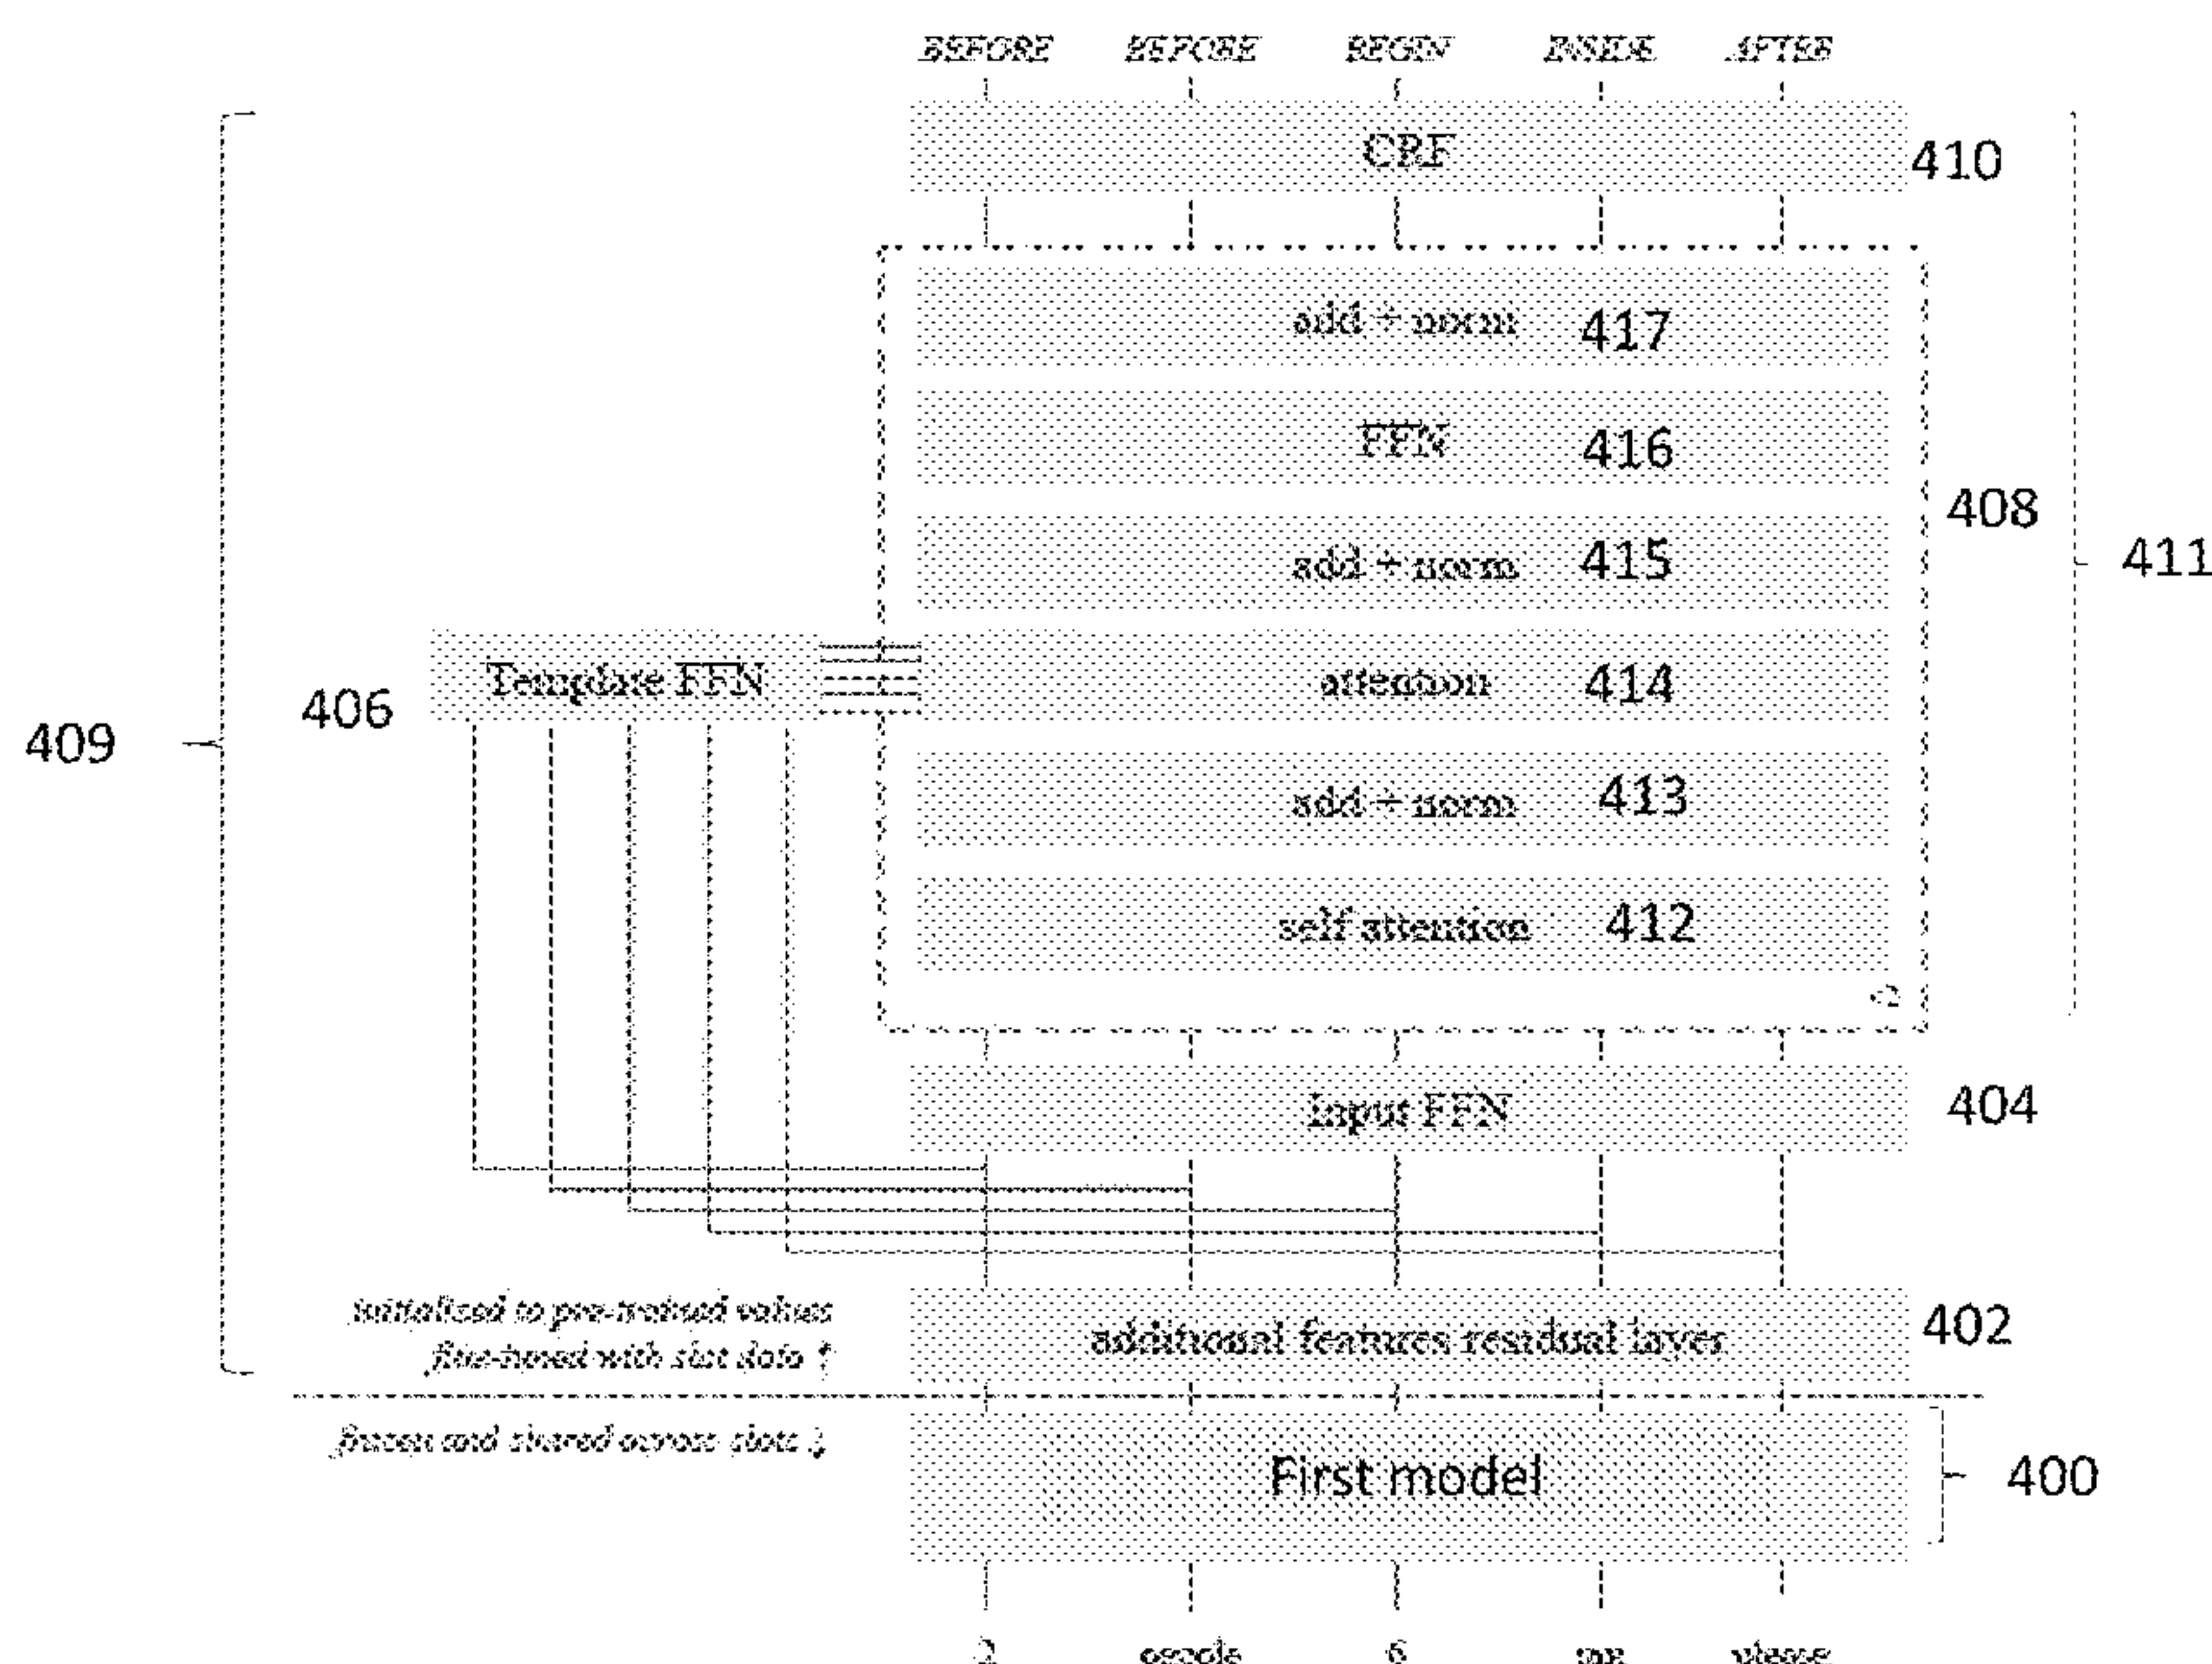 BEFORE BEFORE BEGIN INSIDE AFTER
CRF 410
add + norm 417
FFN 416
408
add + norm 415
411
Template FFN
attention 414
406
409
add + norm 413
self attention 412
Input FFN 404
initialized to pre-trained values
fine-tuned with slot data ↑
additional features residual layer 402
frozen and shared across slots ↓
First model 400
2 people 6 please